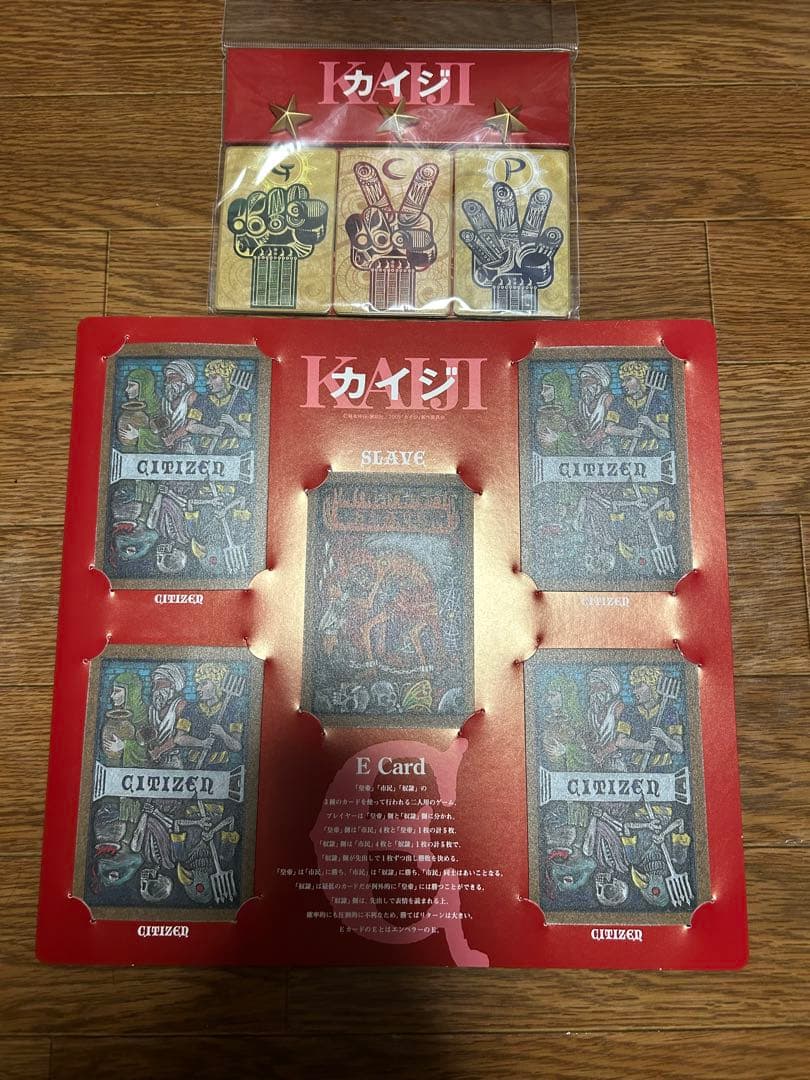 KAIJI
カイジ
G
C
P
KAIJI
カイジ
SLAVE
CITIZEN
CITIZEN
CITIZEN
CITIZEN
CITIZEN
CITIZEN
CITIZEN
CITIZEN
E Card
「皇帝」「市民」「奴隷」の
3種のカードを使って行われる二人用のゲーム。
プレイヤーは「皇帝」側と「奴隷」側に分かれ、
「皇帝」側は「市民」4枚と「皇帝」1枚の計5枚、
「奴隷」側は「市民」4枚と「奴隷」1枚の計5枚で、
「奴隷」側が先出しで1枚ずつ出し勝敗を決める。
「皇帝」は「市民」に勝ち、「市民」は「奴隷」に勝ち、「市民」同士はあいことなる。
「奴隷」は最低のカードだが例外的に「皇帝」には勝つことができる。
「奴隷」側は、先出しで表情を読まれる上、
確率的にも圧倒的に不利なため、勝てばリターンは大きい。
EカードのEとはエンペラーのE。